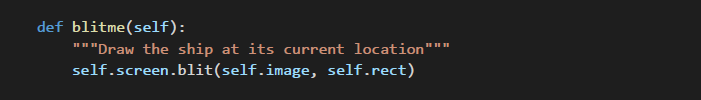 def blitme(self):
    """Draw the ship at its current location"""
    self.screen.blit(self.image, self.rect)